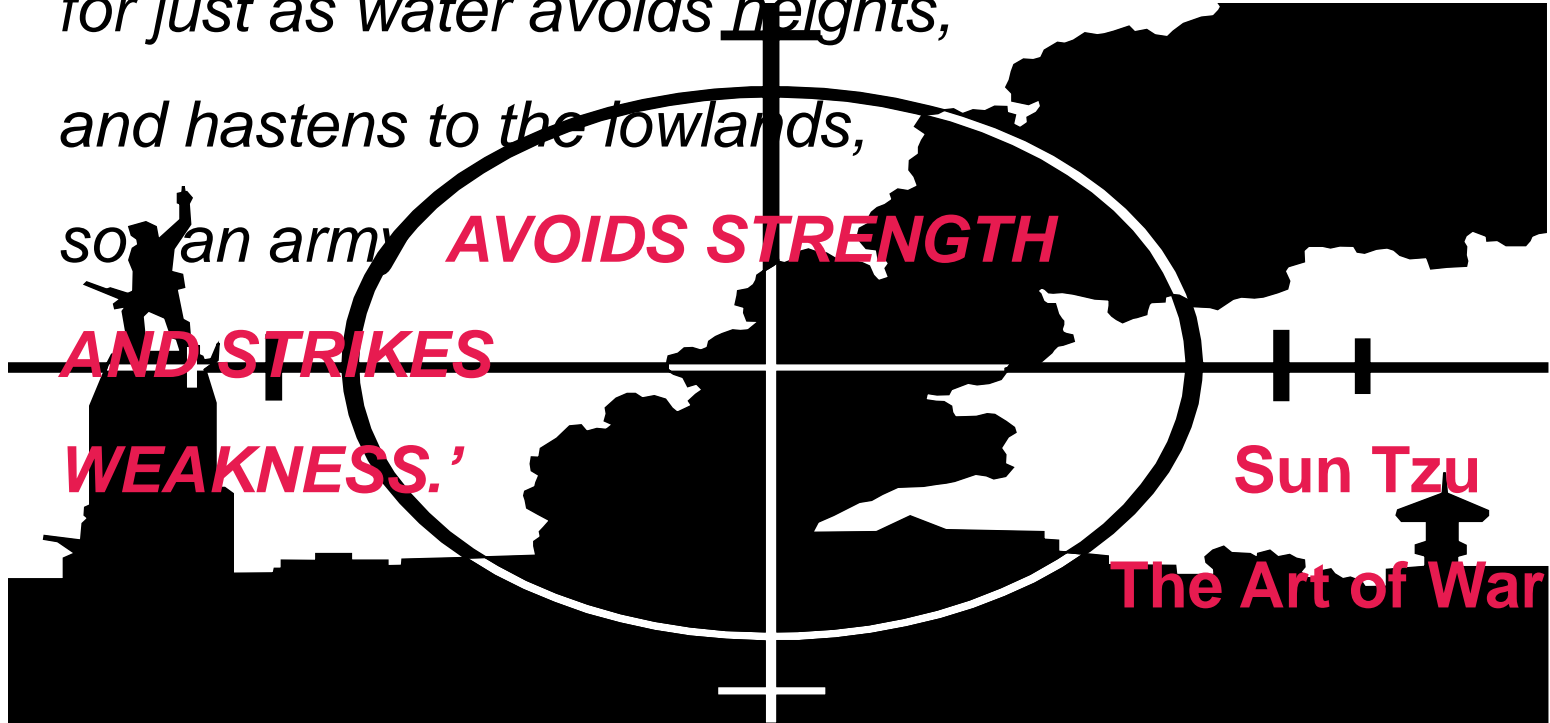 for just as water avoids heights,
and hastens to the lowlands,
so an army AVOIDS STRENGTH
AND STRIKES
WEAKNESS.’
Sun Tzu
The Art of War